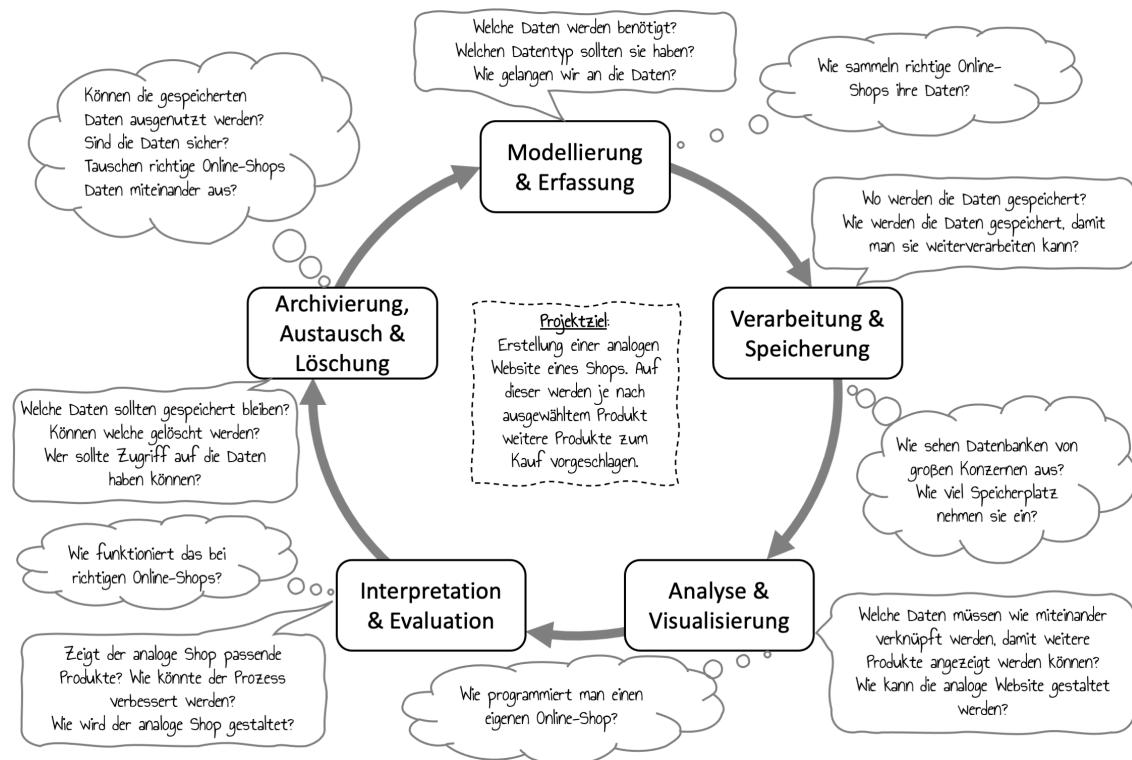 Welche Daten werden benötigt?
Welchen Datentyp sollten sie haben?
Wie gelangen wir an die Daten?
Wie sammeln richtige Online-
Shops ihre Daten?
Können die gespeicherten
Daten ausgenutzt werden?
Sind die Daten sicher?
Tauschen richtige Online-Shops
Daten miteinander aus?
Modellierung
& Erfassung
Wo werden die Daten gespeichert?
Wie werden die Daten gespeichert, damit
man sie weiterverarbeiten kann?
Archivierung,
Austausch &
Löschung
Projektziel:
Erstellung einer analogen
Website eines Shops. Auf
dieser werden je nach
ausgewähltem Produkt
weitere Produkte zum
Kauf vorgeschlagen.
Verarbeitung &
Speicherung
Welche Daten sollten gespeichert bleiben?
Können welche gelöscht werden?
Wer sollte Zugriff auf die Daten
haben können?
Wie sehen Datenbanken von
großen Konzernen aus?
Wie viel Speicherplatz
nehmen sie ein?
Wie funktioniert das bei
richtigen Online-Shops?
Interpretation
& Evaluation
Analyse &
Visualisierung
Welche Daten müssen wie miteinander
verknüpft werden, damit weitere
Produkte angezeigt werden können?
Wie kann die analoge Website gestaltet
werden?
Zeigt der analoge Shop passende
Produkte? Wie könnte der Prozess
verbessert werden?
Wie wird der analoge Shop gestaltet?
Wie programmiert man einen
eigenen Online-Shop?